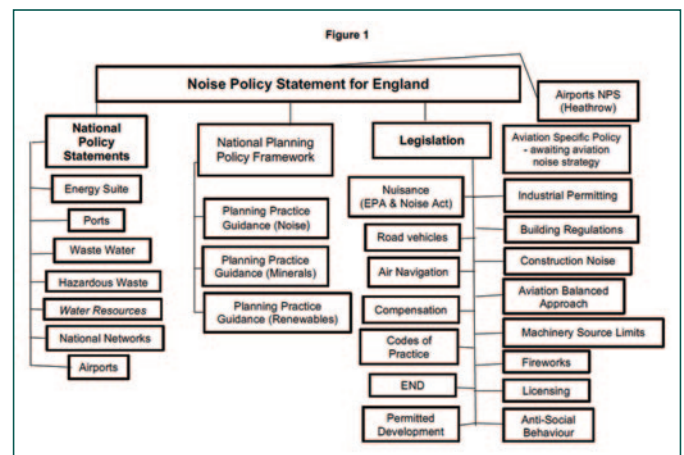 Figure 1
Noise Policy Statement for England
Airports NPS
(Heathrow)
National
Policy
Statements
Energy Suite
Ports
Waste Water
Hazardous Waste
Water Resources
National Networks
Airports
National Planning
Policy Framework
Planning Practice
Guidance (Noise)
Planning Practice
Guidance (Minerals)
Planning Practice
Guidance (Renewables)
Legislation
Nuisance
(EPA & Noise Act)
Road vehicles
Air Navigation
Compensation
Codes of
Practice
END
Permitted
Development
Aviation Specific Policy
- awaiting aviation
noise strategy
Industrial Permitting
Building Regulations
Construction Noise
Aviation Balanced
Approach
Machinery Source Limits
Fireworks
Licensing
Anti-Social
Behaviour